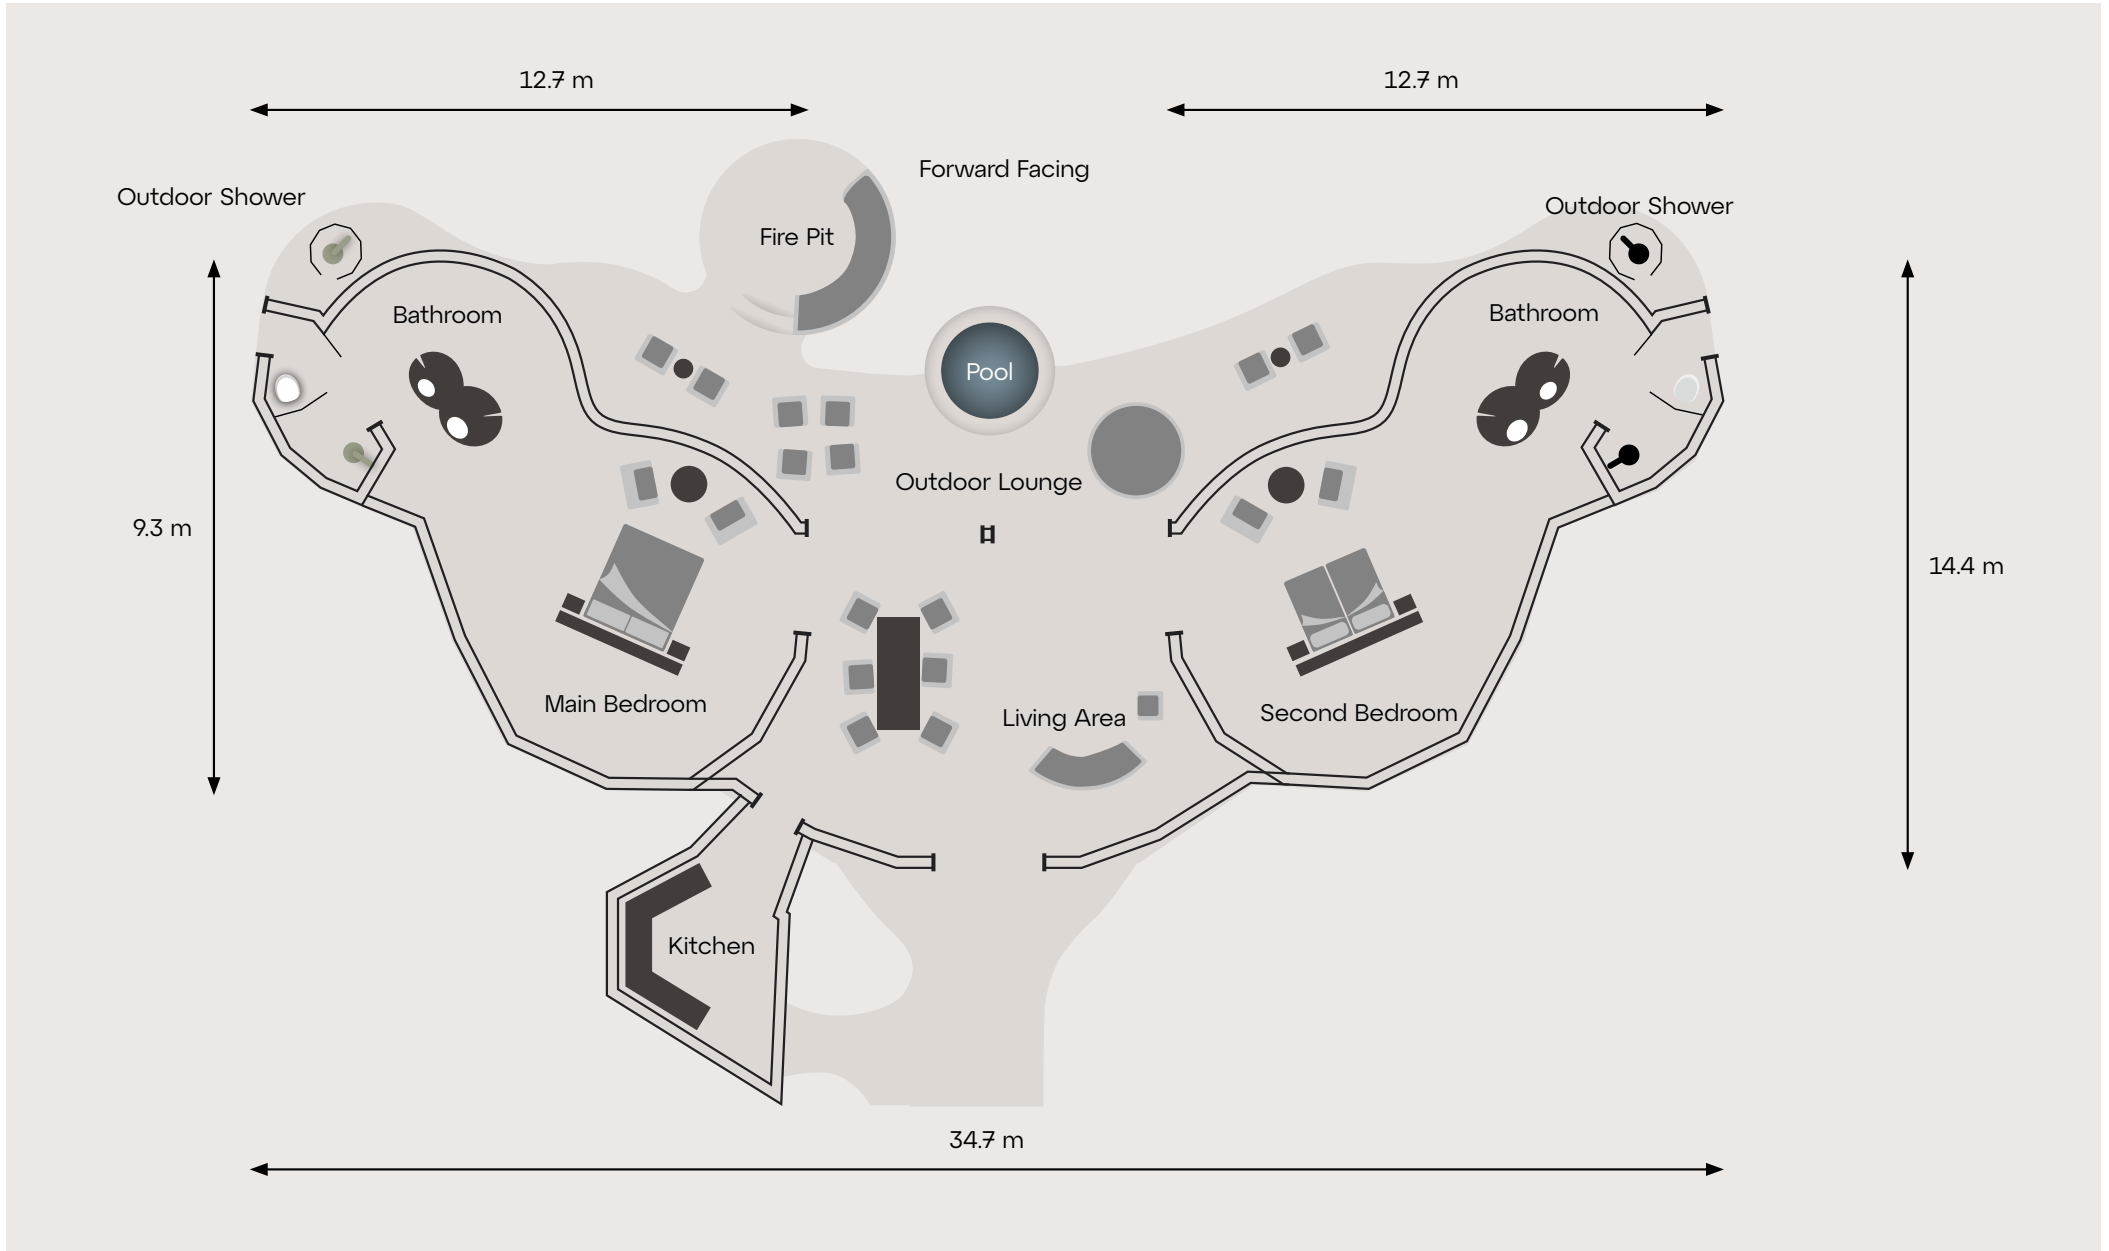 12.7 m
12.7 m
Forward Facing
Outdoor Shower
Outdoor Shower
Fire Pit
Bathroom
Bathroom
Pool
Outdoor Lounge
9.3 m
14.4 m
Main Bedroom
Living Area
Second Bedroom
Kitchen
34.7 m